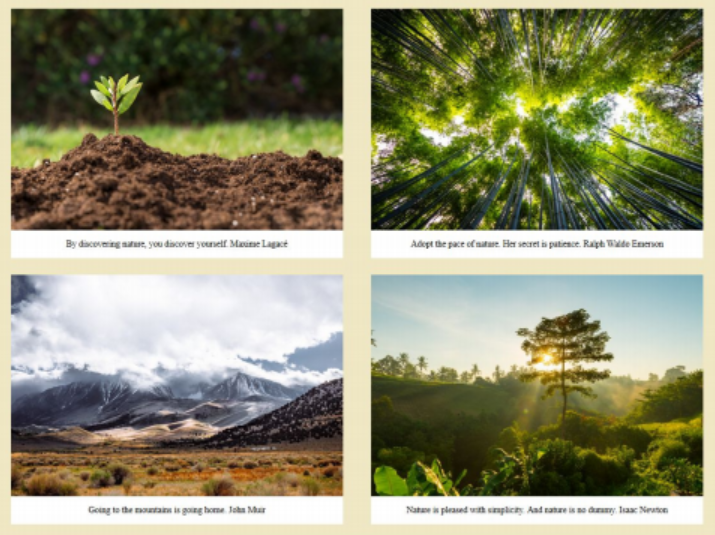 By discovering nature, you discover yourself. Maxime Lagacé
Adopt the pace of nature. Her secret is patience. Ralph Waldo Emerson
Going to the mountains is going home. John Muir
Nature is pleased with simplicity. And nature is no dummy. Isaac Newton